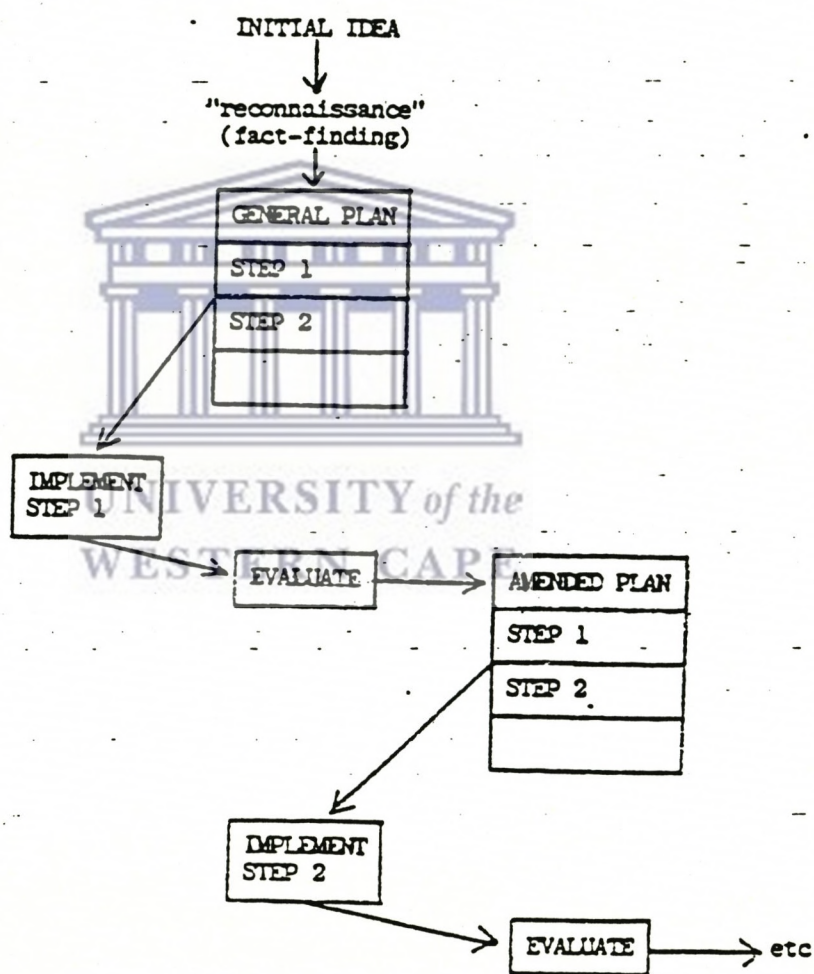 INITIAL IDEA
"reconnaissance"
(fact-finding)
GENERAL PLAN
STEP 1
STEP 2
IMPLEMENT
STEP 1
UNIVERSITY of the
WESTERN CAPE
EVALUATE
AMENDED PLAN
STEP 1
STEP 2
IMPLEMENT
STEP 2
EVALUATE
etc